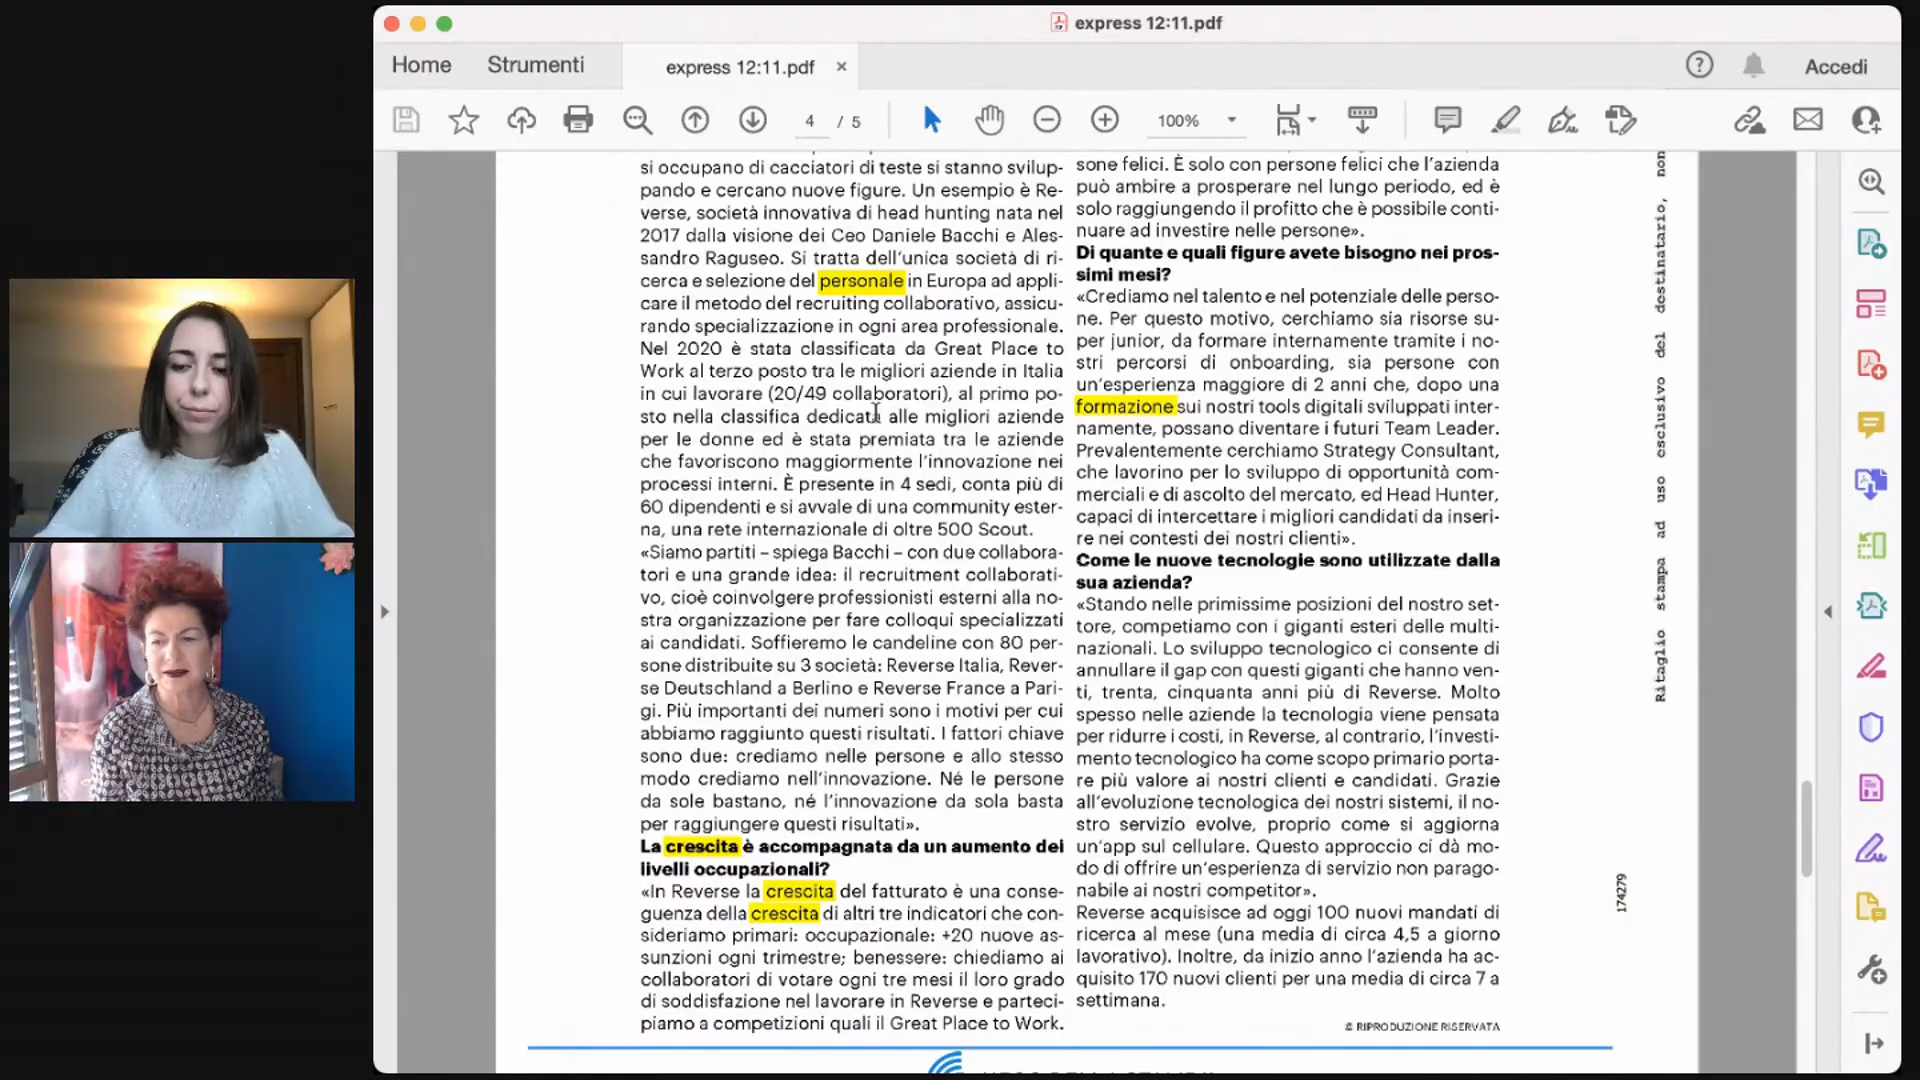 express 12:11.pdf
Home
Strumenti
express 12:11.pdf
Accedi
4 / 5
100%
si occupano di cacciatori di teste si stanno svilup-
pando e cercano nuove figure. Un esempio è Re-
verse, società innovativa di head hunting nata nel
2017 dalla visione dei Ceo Daniele Bacchi e Ales-
sandro Raguseo. Si tratta dell'unica società di ri-
cerca e selezione del personale in Europa ad appli-
care il metodo del recruiting collaborativo, assicu-
rando specializzazione in ogni area professionale.
Nel 2020 è stata classificata da Great Place to
Work al terzo posto tra le migliori aziende in Italia
in cui lavorare (20/49 collaboratori), al primo po-
sto nella classifica dedicata alle migliori aziende
per le donne ed è stata premiata tra le aziende
che favoriscono maggiormente l'innovazione nei
processi interni. È presente in 4 sedi, conta più di
60 dipendenti e si avvale di una community ester-
na, una rete internazionale di oltre 500 Scout.
«Siamo partiti – spiega Bacchi – con due collabora-
tori e una grande idea: il recruitment collaborati-
vo, cioè coinvolgere professionisti esterni alla no-
stra organizzazione per fare colloqui specializzati
ai candidati. Soffieremo le candeline con 80 per-
sone distribuite su 3 società: Reverse Italia, Rever-
se Deutschland a Berlino e Reverse France a Pari-
gi. Più importanti dei numeri sono i motivi per cui
abbiamo raggiunto questi risultati. I fattori chiave
sono due: crediamo nelle persone e allo stesso
modo crediamo nell'innovazione. Né le persone
da sole bastano, né l'innovazione da sola basta
per raggiungere questi risultati».
La crescita è accompagnata da un aumento dei
livelli occupazionali?
«In Reverse la crescita del fatturato è una conse-
guenza della crescita di altri tre indicatori che con-
sideriamo primari: occupazionale: +20 nuove as-
sunzioni ogni trimestre; benessere: chiediamo ai
collaboratori di votare ogni tre mesi il loro grado
di soddisfazione nel lavorare in Reverse e parteci-
piamo a competizioni quali il Great Place to Work.
sone felici. È solo con persone felici che l'azienda
può ambire a prosperare nel lungo periodo, ed è
solo raggiungendo il profitto che è possibile conti-
nuare ad investire nelle persone».
Di quante e quali figure avete bisogno nei pros-
simi mesi?
«Crediamo nel talento e nel potenziale delle perso-
ne. Per questo motivo, cerchiamo sia risorse su-
per junior, da formare internamente tramite i no-
stri percorsi di onboarding, sia persone con
un'esperienza maggiore di 2 anni che, dopo una
formazione sui nostri tools digitali sviluppati inter-
namente, possano diventare i futuri Team Leader.
Prevalentemente cerchiamo Strategy Consultant,
che lavorino per lo sviluppo di opportunità com-
merciali e di ascolto del mercato, ed Head Hunter,
capaci di intercettare i migliori candidati da inseri-
re nei contesti dei nostri clienti».
Come le nuove tecnologie sono utilizzate dalla
sua azienda?
«Stando nelle primissime posizioni del nostro set-
tore, competiamo con i giganti esteri delle multi-
nazionali. Lo sviluppo tecnologico ci consente di
annullare il gap con questi giganti che hanno ven-
ti, trenta, cinquanta anni più di Reverse. Molto
spesso nelle aziende la tecnologia viene pensata
per ridurre i costi, in Reverse, al contrario, l'investi-
mento tecnologico ha come scopo primario porta-
re più valore ai nostri clienti e candidati. Grazie
all'evoluzione tecnologica dei nostri sistemi, il no-
stro servizio evolve, proprio come si aggiorna
un'app sul cellulare. Questo approccio ci dà mo-
do di offrire un'esperienza di servizio non parago-
nabile ai nostri competitor».
Reverse acquisisce ad oggi 100 nuovi mandati di
ricerca al mese (una media di circa 4,5 a giorno
lavorativo). Inoltre, da inizio anno l'azienda ha ac-
quisito 170 nuovi clienti per una media di circa 7 a
settimana.
© RIPRODUZIONE RISERVATA
Ritaglio stampa ad uso esclusivo del destinatario, non
174279